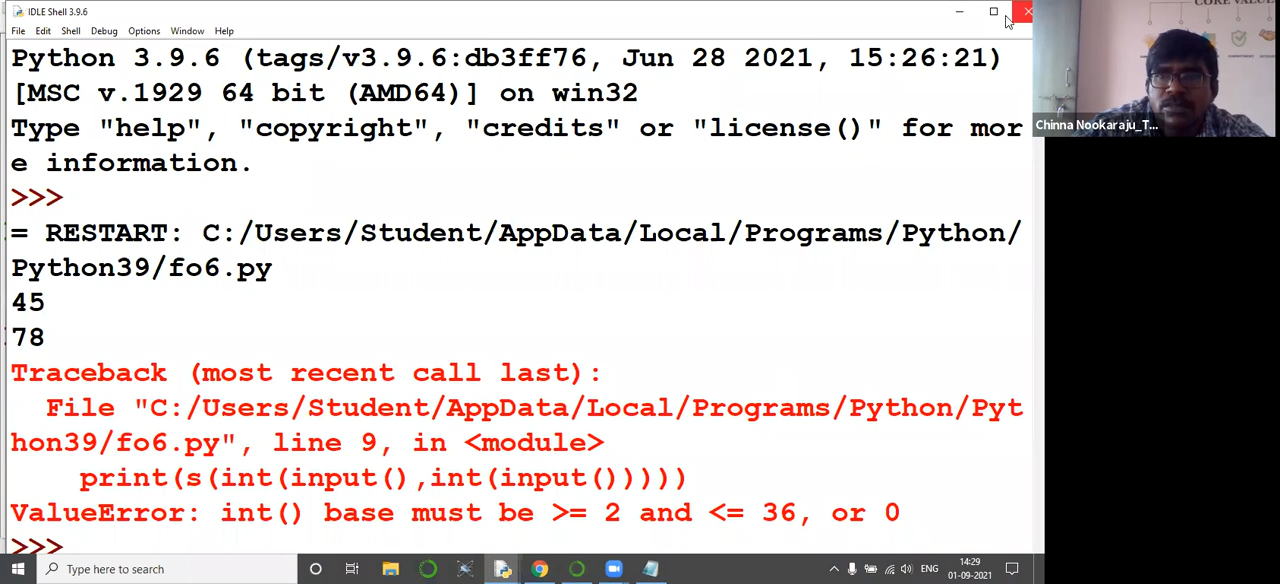 IDLE Shell 3.9.6
File Edit Shell Debug Options Window Help
Python 3.9.6 (tags/v3.9.6:db3ff76, Jun 28 2021, 15:26:21)
[MSC v.1929 64 bit (AMD64)] on win32
Type "help", "copyright", "credits" or "license()" for mor
e information.
>>>
= RESTART: C:/Users/Student/AppData/Local/Programs/Python/
Python39/fo6.py
45
78
Traceback (most recent call last):
File "C:/Users/Student/AppData/Local/Programs/Python/Pyt
hon39/fo6.py", line 9, in <module>
print(s(int(input(),int(input()))))
ValueError: int() base must be >= 2 and <= 36, or 0
>>>
CORE VALUE
Chinna Nookaraju_T...
Type here to search
ENG
14:29
01-09-2021